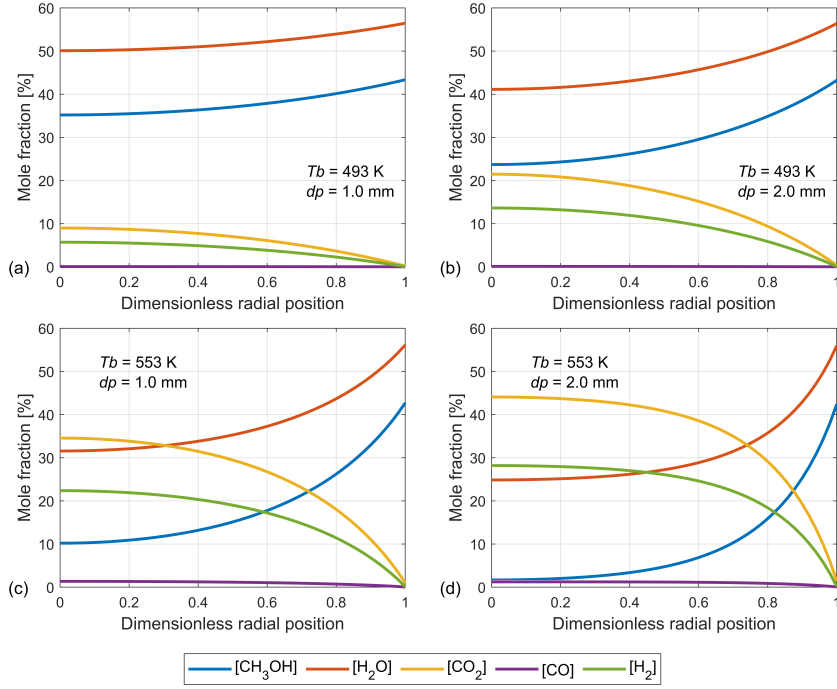 60
50
40
30
20
10
0
Mole fraction [%]
Tb = 493 K
dp = 1.0 mm
(a)
0 0.2 0.4 0.6 0.8 1
Dimensionless radial position
60
50
40
30
20
10
0
Mole fraction [%]
Tb = 493 K
dp = 2.0 mm
(b)
0 0.2 0.4 0.6 0.8 1
Dimensionless radial position
60
50
40
30
20
10
0
Mole fraction [%]
Tb = 553 K
dp = 1.0 mm
(c)
0 0.2 0.4 0.6 0.8 1
Dimensionless radial position
60
50
40
30
20
10
0
Mole fraction [%]
Tb = 553 K
dp = 2.0 mm
(d)
0 0.2 0.4 0.6 0.8 1
Dimensionless radial position
[CH₃OH] [H₂O] [CO₂] [CO] [H₂]